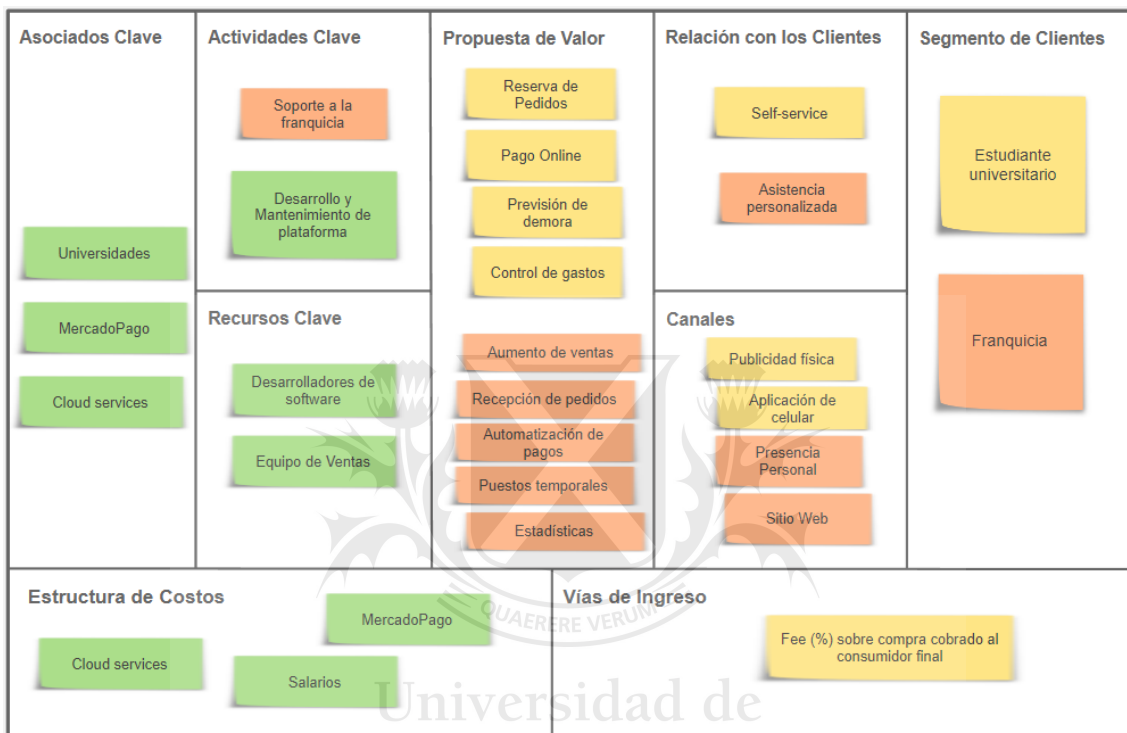 Asociados Clave
Universidades
MercadoPago
Cloud services
Actividades Clave
Soporte a la
franquicia
Desarrollo y
Mantenimiento de
plataforma
Recursos Clave
Desarrolladores de
software
Equipo de Ventas
Propuesta de Valor
Reserva de
Pedidos
Pago Online
Previsión de
demora
Control de gastos
Aumento de ventas
Recepción de pedidos
Automatización de
pagos
Puestos temporales
Estadísticas
Relación con los Clientes
Self-service
Asistencia
personalizada
Canales
Publicidad física
Aplicación de
celular
Presencia
Personal
Sitio Web
Segmento de Clientes
Estudiante
universitario
Franquicia
Estructura de Costos
Cloud services
MercadoPago
Salarios
Vías de Ingreso
Fee (%) sobre compra cobrado al
consumidor final
QUAERERE VERUM
Universidad de